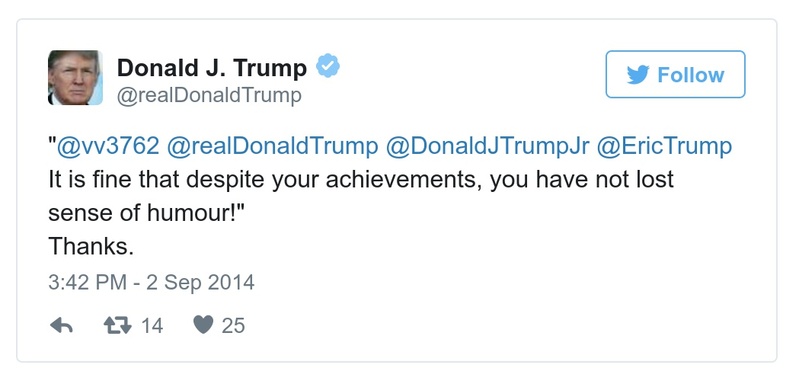 Donald J. Trump
@realDonaldTrump
Follow
"@vv3762 @realDonaldTrump @DonaldJTrumpJr @EricTrump
It is fine that despite your achievements, you have not lost
sense of humour!"
Thanks.
3:42 PM - 2 Sep 2014
14 25